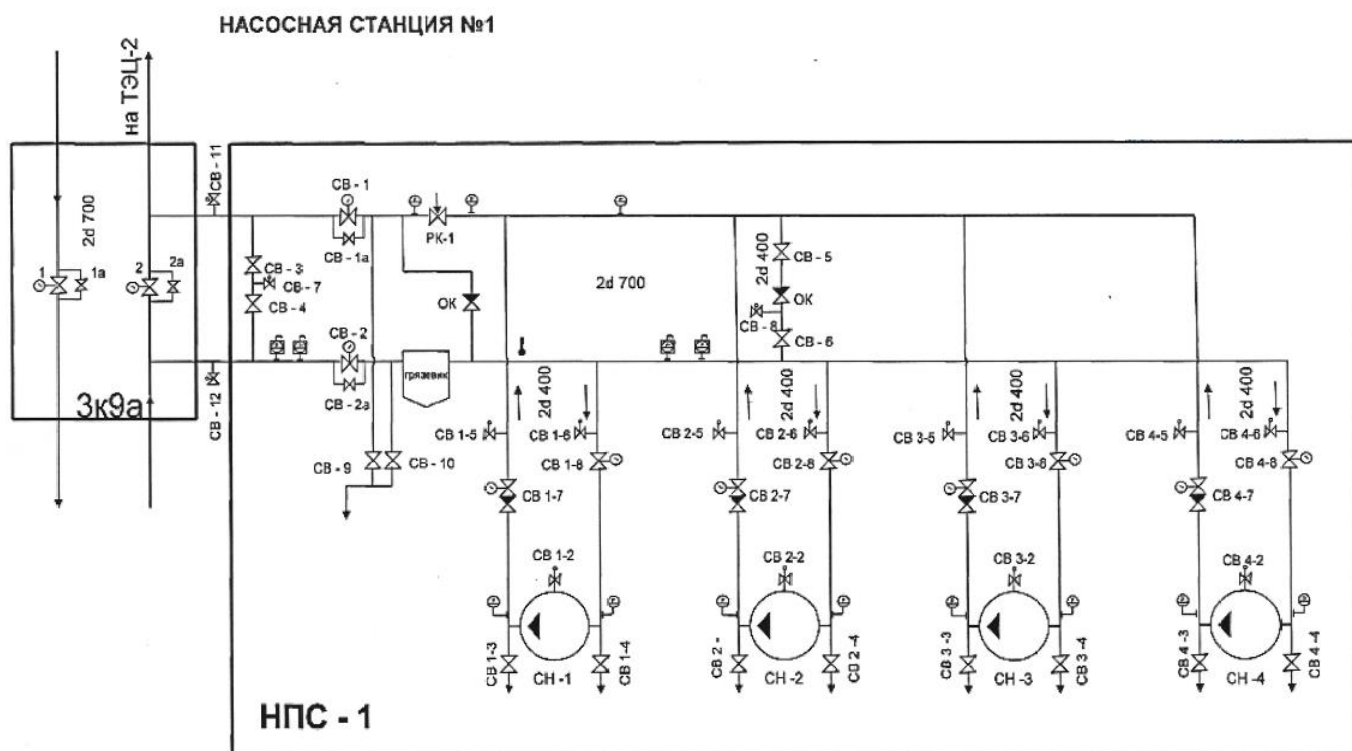 НАСОСНАЯ СТАНЦИЯ №1
на ТЭЦ-2
2d 700
1
1а
2
2а
Зк9а
СВ - 11
СВ - 12
СВ - 1
СВ - 1а
РК-1
СВ - 3
СВ - 7
СВ - 4
ОК
СВ - 2
СВ - 2а
грязевик
СВ - 9
СВ - 10
2d 700
2d 400
СВ - 5
ОК
СВ - 8
СВ - 6
2d 400
2d 400
2d 400
2d 400
СВ 1-5
СВ 1-6
СВ 2-5
СВ 2-6
СВ 3-5
СВ 3-6
СВ 4-5
СВ 4-6
СВ 1-8
СВ 2-8
СВ 3-8
СВ 4-8
СВ 1-7
СВ 2-7
СВ 3-7
СВ 4-7
СВ 1-2
СВ 2-2
СВ 3-2
СВ 4-2
СВ 1-3
СВ 1-4
СВ 2 -
СВ 2 -4
СВ 3 -3
СВ 3 -4
СВ 4 -3
СВ 4 -4
СН -1
СН -2
СН -3
СН -4
НПС - 1